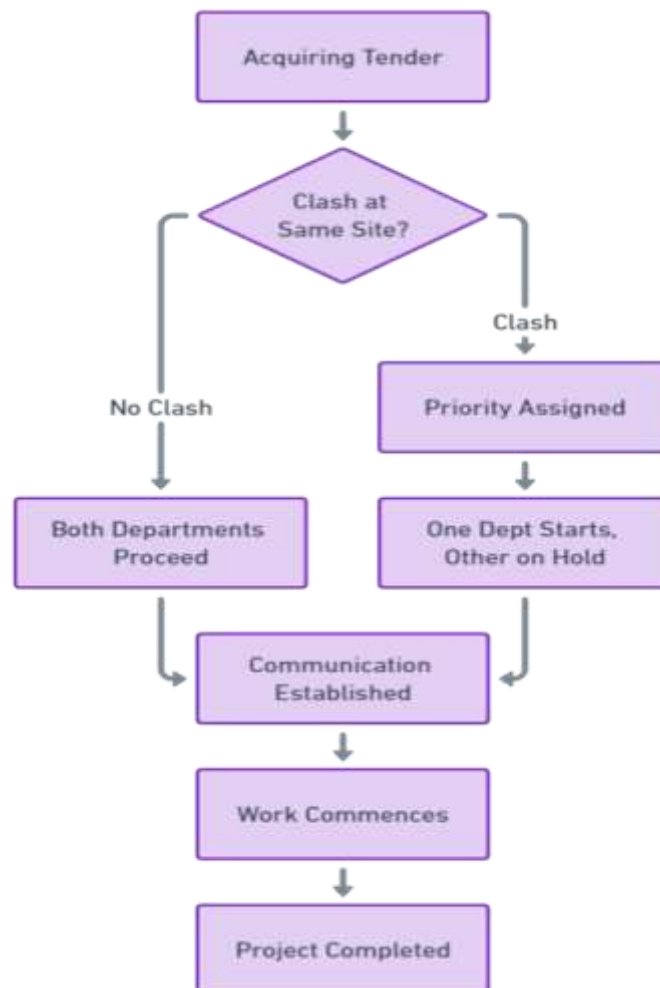 Acquiring Tender
Clash at
Same Site?
Clash
No Clash
Priority Assigned
Both Departments
Proceed
One Dept Starts,
Other on Hold
Communication
Established
Work Commences
Project Completed